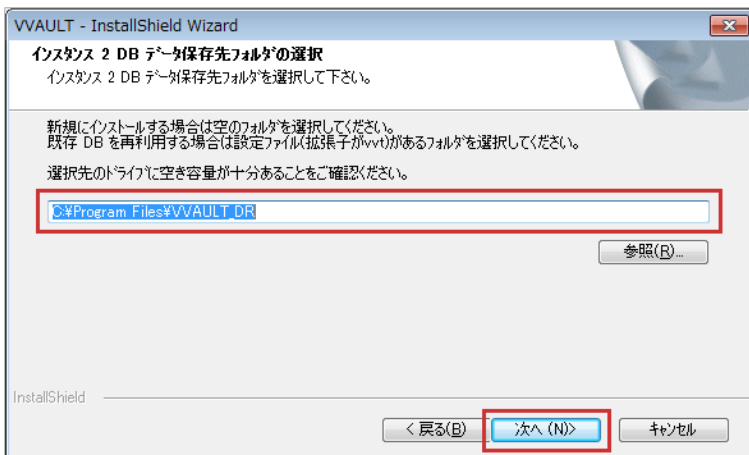 VVAULT - InstallShield Wizard
インスタンス 2 DB データ保存先フォルダの選択
インスタンス 2 DB データ保存先フォルダを選択して下さい。
新規にインストールする場合は空のフォルダを選択してください。
既存 DB を再利用する場合は設定ファイル(拡張子がvvt)があるフォルダを選択してください。
選択先のドライブに空き容量が十分あることをご確認ください。
C:¥Program Files¥VVAULT_DR
参照(R)...
InstallShield
< 戻る(B)
次へ (N)>
キャンセル